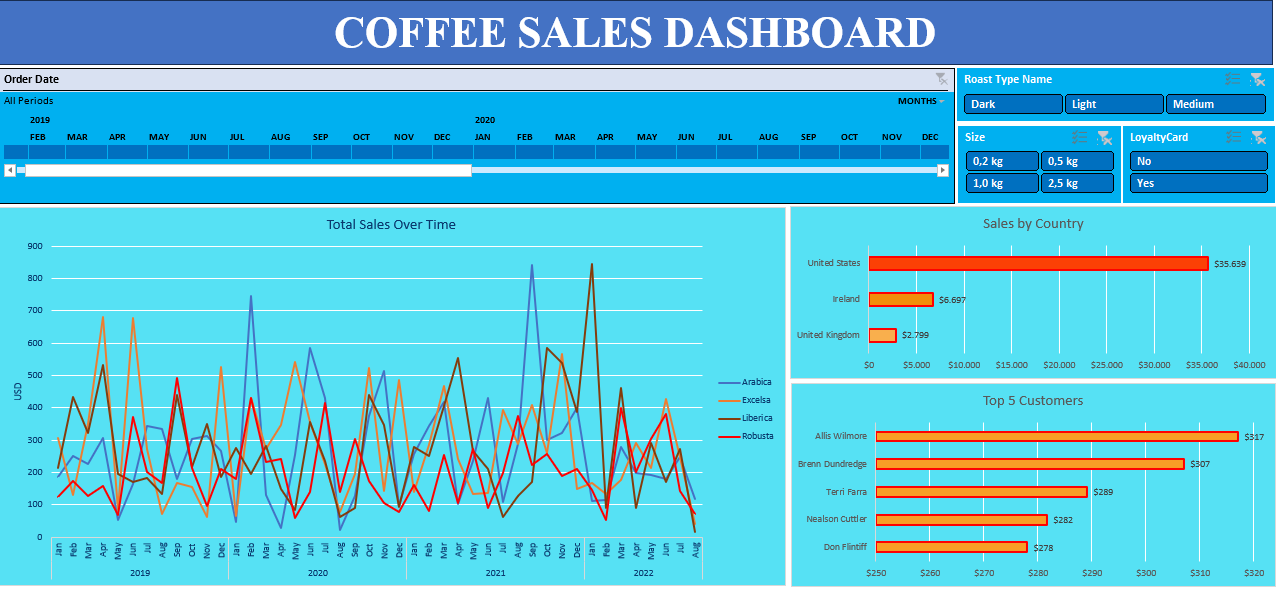 COFFEE SALES DASHBOARD
Order Date
All Periods
MONTHS
2019 2020
FEB MAR APR MAY JUN JUL AUG SEP OCT NOV DEC JAN FEB MAR APR MAY JUN JUL AUG SEP OCT NOV DEC
Roast Type Name
Dark Light Medium
Size
0,2 kg 0,5 kg
1,0 kg 2,5 kg
LoyaltyCard
No
Yes
Total Sales Over Time
USD
900
800
700
600
500
400
300
200
100
0
Jan Feb Mar Apr May Jun Jul Aug Sep Oct Nov Dec Jan Feb Mar Apr May Jun Jul Aug Sep Oct Nov Dec Jan Feb Mar Apr May Jun Jul Aug Sep Oct Nov Dec Jan Feb Mar Apr May Jun Jul Aug
2019 2020 2021 2022
Arabica
Excelsa
Liberica
Robusta
Sales by Country
United States $35.639
Ireland $6.697
United Kingdom $2.799
$0 $5.000 $10.000 $15.000 $20.000 $25.000 $30.000 $35.000 $40.000
Top 5 Customers
Allis Wilmore $317
Brenn Dundredge $307
Terri Farra $289
Nealson Cuttler $282
Don Flintiff $278
$250 $260 $270 $280 $290 $300 $310 $320